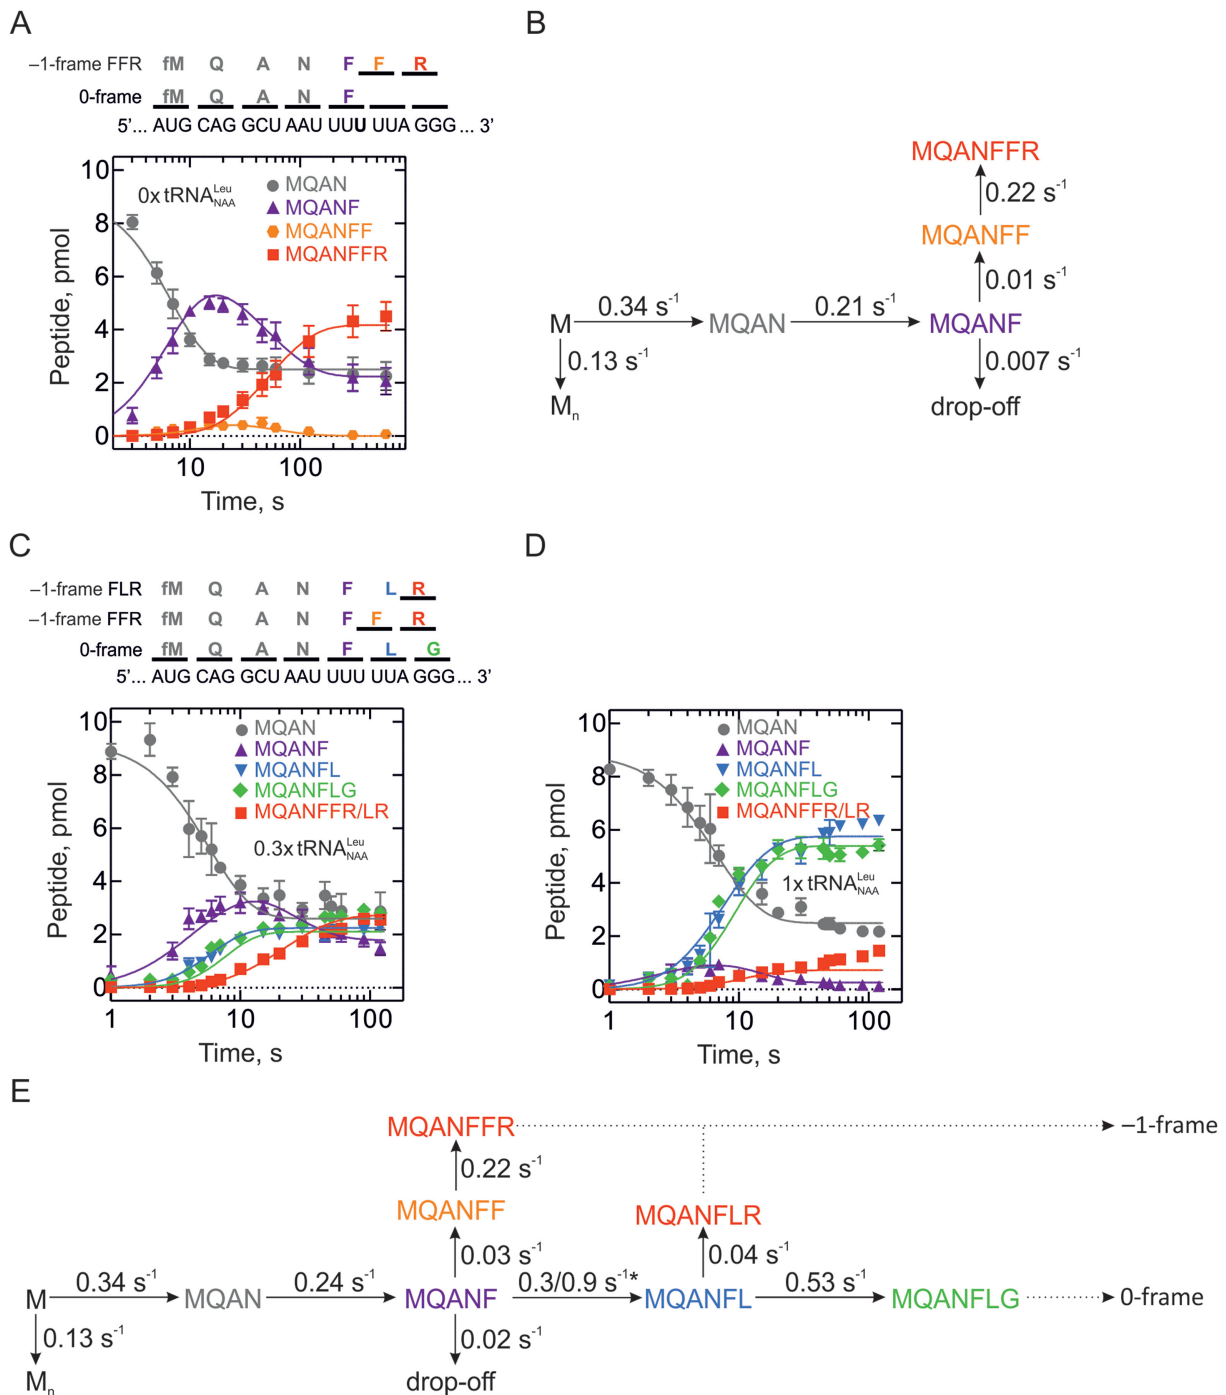 A
–1-frame FFR fM Q A N F F R
0-frame fM Q A N F
5'... AUG CAG GCU AAU UUU UUA GGG... 3'
10
8
6
4
2
0
Peptide, pmol
0x tRNA Leu NAA
MQAN
MQANF
MQANFF
MQANFFR
10 100
Time, s
B
MQANFFR
0.22 s-1
MQANFF
0.01 s-1
M 0.34 s-1 MQAN 0.21 s-1 MQANF
0.13 s-1
0.007 s-1
Mn
drop-off
C
–1-frame FLR fM Q A N F L R
–1-frame FFR fM Q A N F F R
0-frame fM Q A N F L G
5'... AUG CAG GCU AAU UUU UUA GGG... 3'
10
8
6
4
2
0
Peptide, pmol
MQAN
MQANF
MQANFL
MQANFLG
MQANFFR/LR
0.3x tRNA Leu NAA
1 10 100
Time, s
D
10
8
6
4
2
0
Peptide, pmol
MQAN
MQANF
MQANFL
MQANFLG
MQANFFR/LR
1x tRNA Leu NAA
1 10 100
Time, s
E
MQANFFR –1-frame
0.22 s-1
MQANFF MQANFLR
0.03 s-1 0.04 s-1
M 0.34 s-1 MQAN 0.24 s-1 MQANF 0.3/0.9 s-1* MQANFL 0.53 s-1 MQANFLG 0-frame
0.13 s-1 0.02 s-1
Mn drop-off